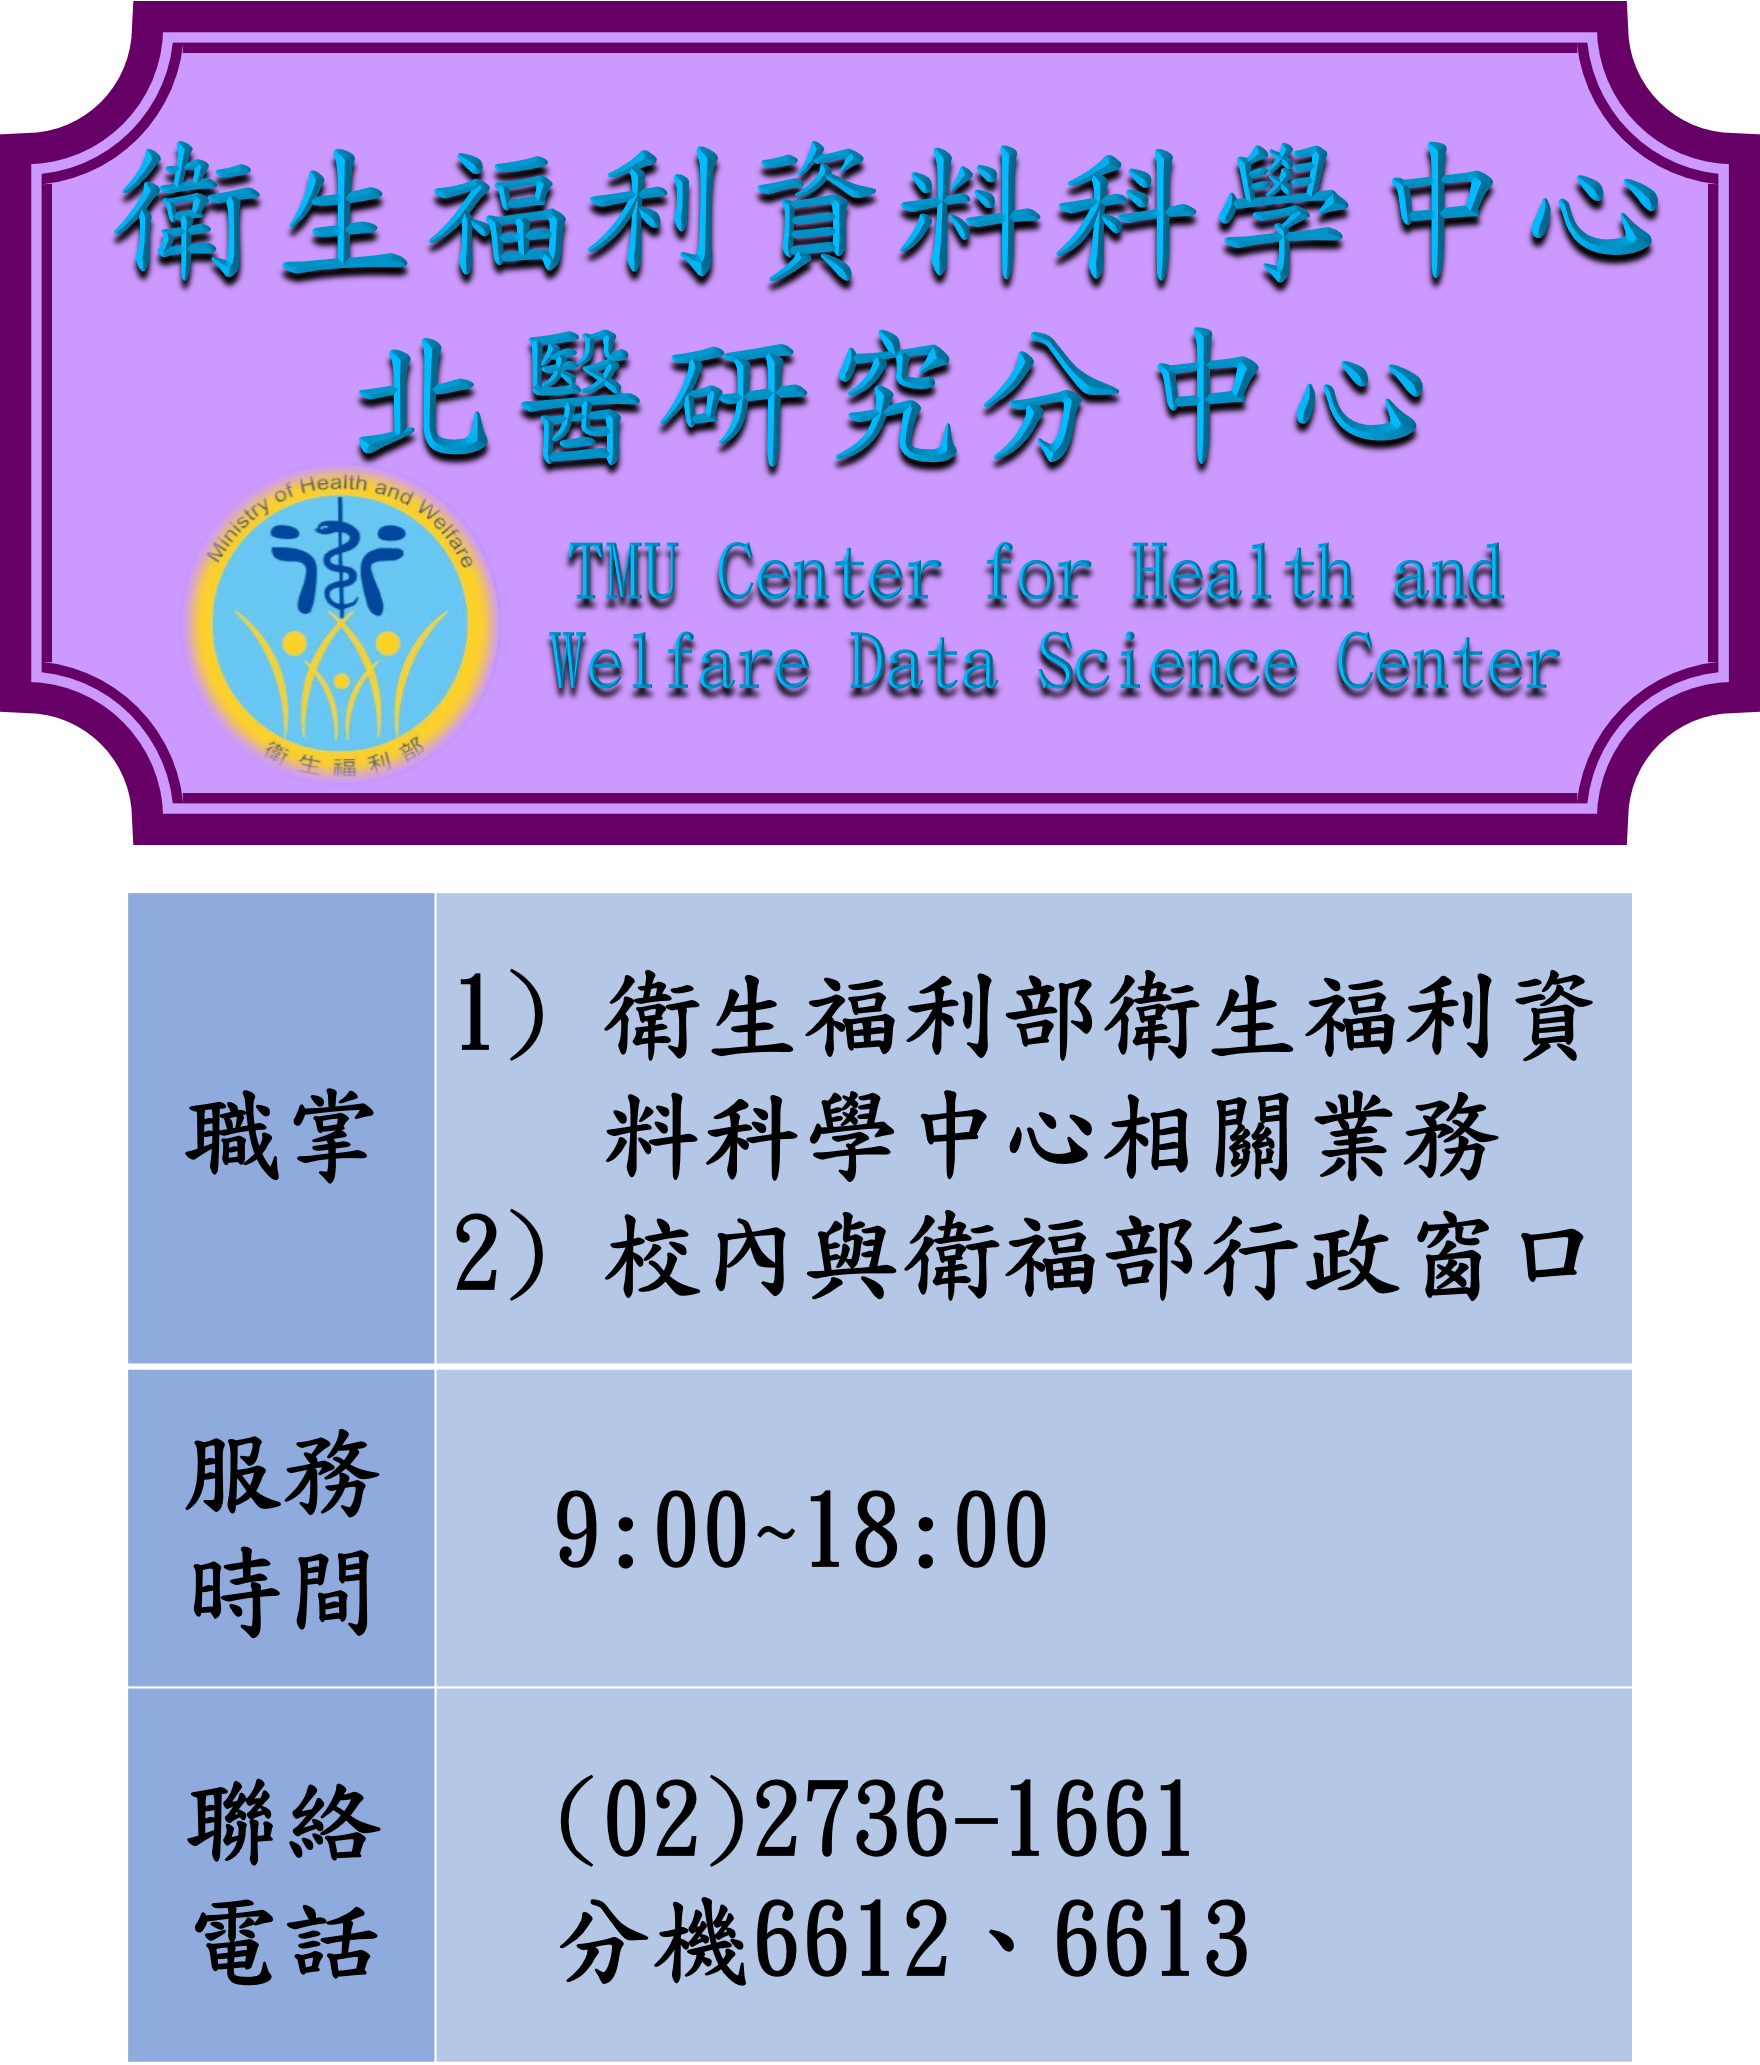 衛生福利資料科學中心
北醫研究分中心
Ministry of Health and Welfare
衛生福利部
TMU Center for Health and
Welfare Data Science Center
職掌
1) 衛生福利部衛生福利資
料科學中心相關業務
2) 校內與衛福部行政窗口
服務
時間
9:00~18:00
聯絡
電話
(02)2736-1661
分機6612、6613